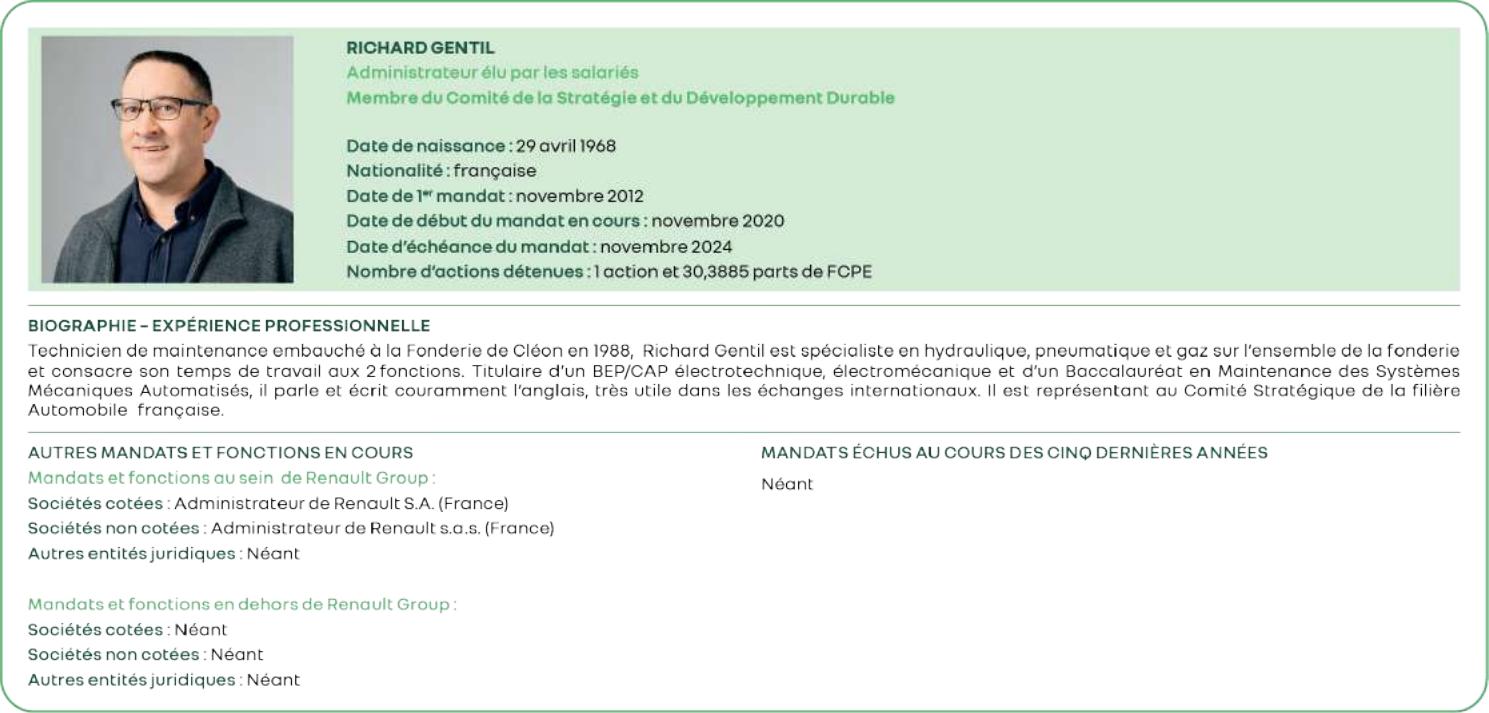 RICHARD GENTIL
Administrateur élu par les salariés
Membre du Comité de la Stratégie et du Développement Durable
Date de naissance : 29 avril 1968
Nationalité : française
Date de 1er mandat : novembre 2012
Date de début du mandat en cours : novembre 2020
Date d'échéance du mandat : novembre 2024
Nombre d'actions détenues : 1 action et 30,3885 parts de FCPE
BIOGRAPHIE – EXPÉRIENCE PROFESSIONNELLE
Technicien de maintenance embauché à la Fonderie de Cléon en 1988, Richard Gentil est spécialiste en hydraulique, pneumatique et gaz sur l'ensemble de la fonderie
et consacre son temps de travail aux 2 fonctions. Titulaire d'un BEP/CAP électrotechnique, électromécanique et d'un Baccalauréat en Maintenance des Systèmes
Mécaniques Automatisés, il parle et écrit couramment l'anglais, très utile dans les échanges internationaux. Il est représentant au Comité Stratégique de la filière
Automobile française.
AUTRES MANDATS ET FONCTIONS EN COURS
Mandats et fonctions au sein de Renault Group :
Sociétés cotées : Administrateur de Renault S.A. (France)
Sociétés non cotées : Administrateur de Renault s.a.s. (France)
Autres entités juridiques : Néant
Mandats et fonctions en dehors de Renault Group :
Sociétés cotées : Néant
Sociétés non cotées : Néant
Autres entités juridiques : Néant
MANDATS ÉCHUS AU COURS DES CINQ DERNIÈRES ANNÉES
Néant